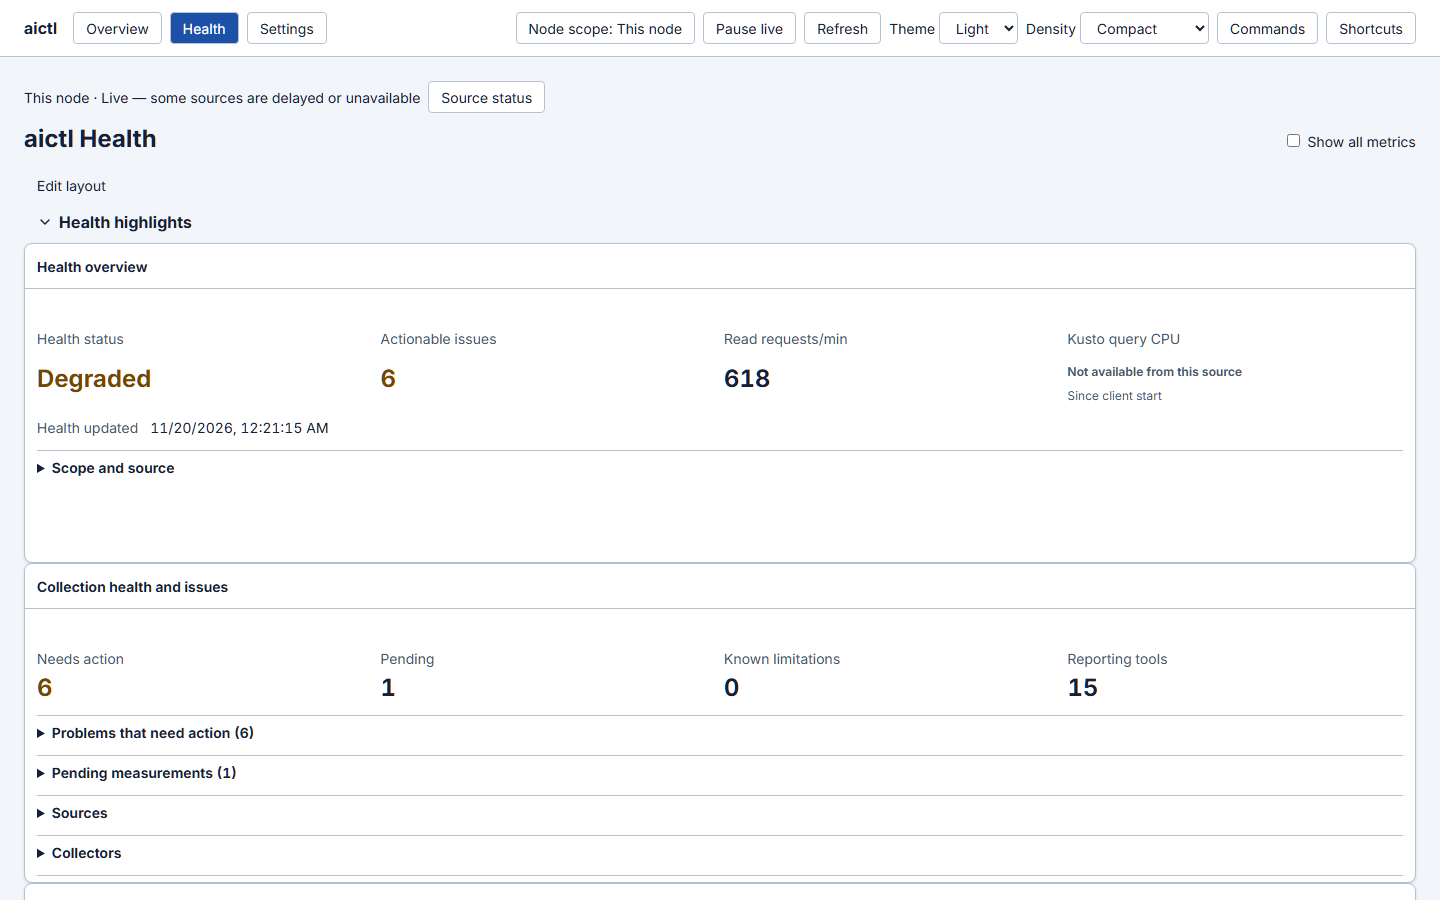 aictl Overview Health Settings Node scope: This node Pause live Refresh Theme Light Density Compact Commands Shortcuts
This node · Live — some sources are delayed or unavailable Source status
aictl Health
Show all metrics
Edit layout
Health highlights
Health overview
Health status Actionable issues Read requests/min Kusto query CPU
Degraded 6 618 Not available from this source
Since client start
Health updated 11/20/2026, 12:21:15 AM
Scope and source
Collection health and issues
Needs action Pending Known limitations Reporting tools
6 1 0 15
Problems that need action (6)
Pending measurements (1)
Sources
Collectors